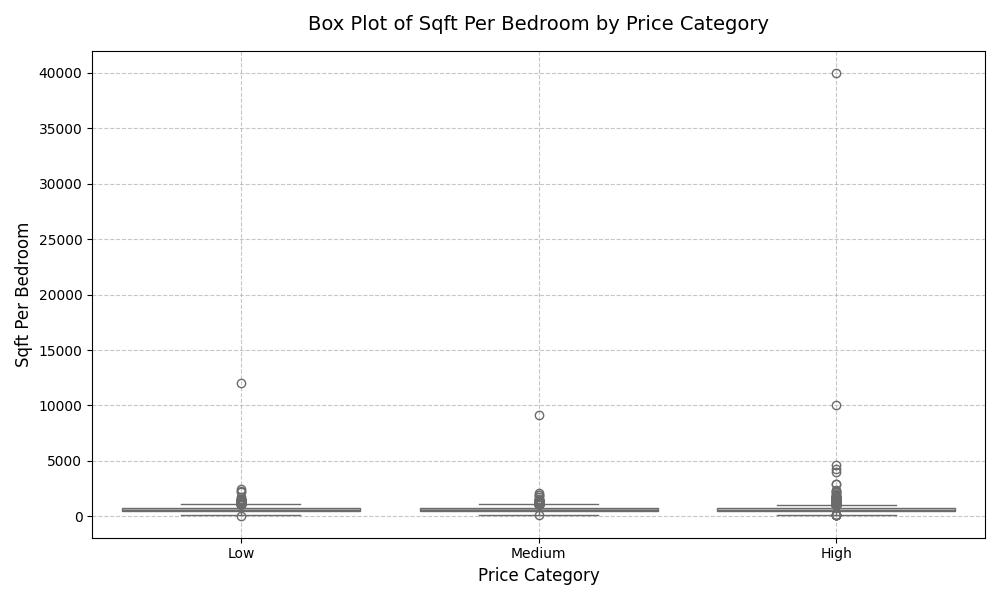 Box Plot of Sqft Per Bedroom by Price Category
40000
35000
30000
25000
20000
15000
10000
5000
0
Sqft Per Bedroom
Low Medium High
Price Category